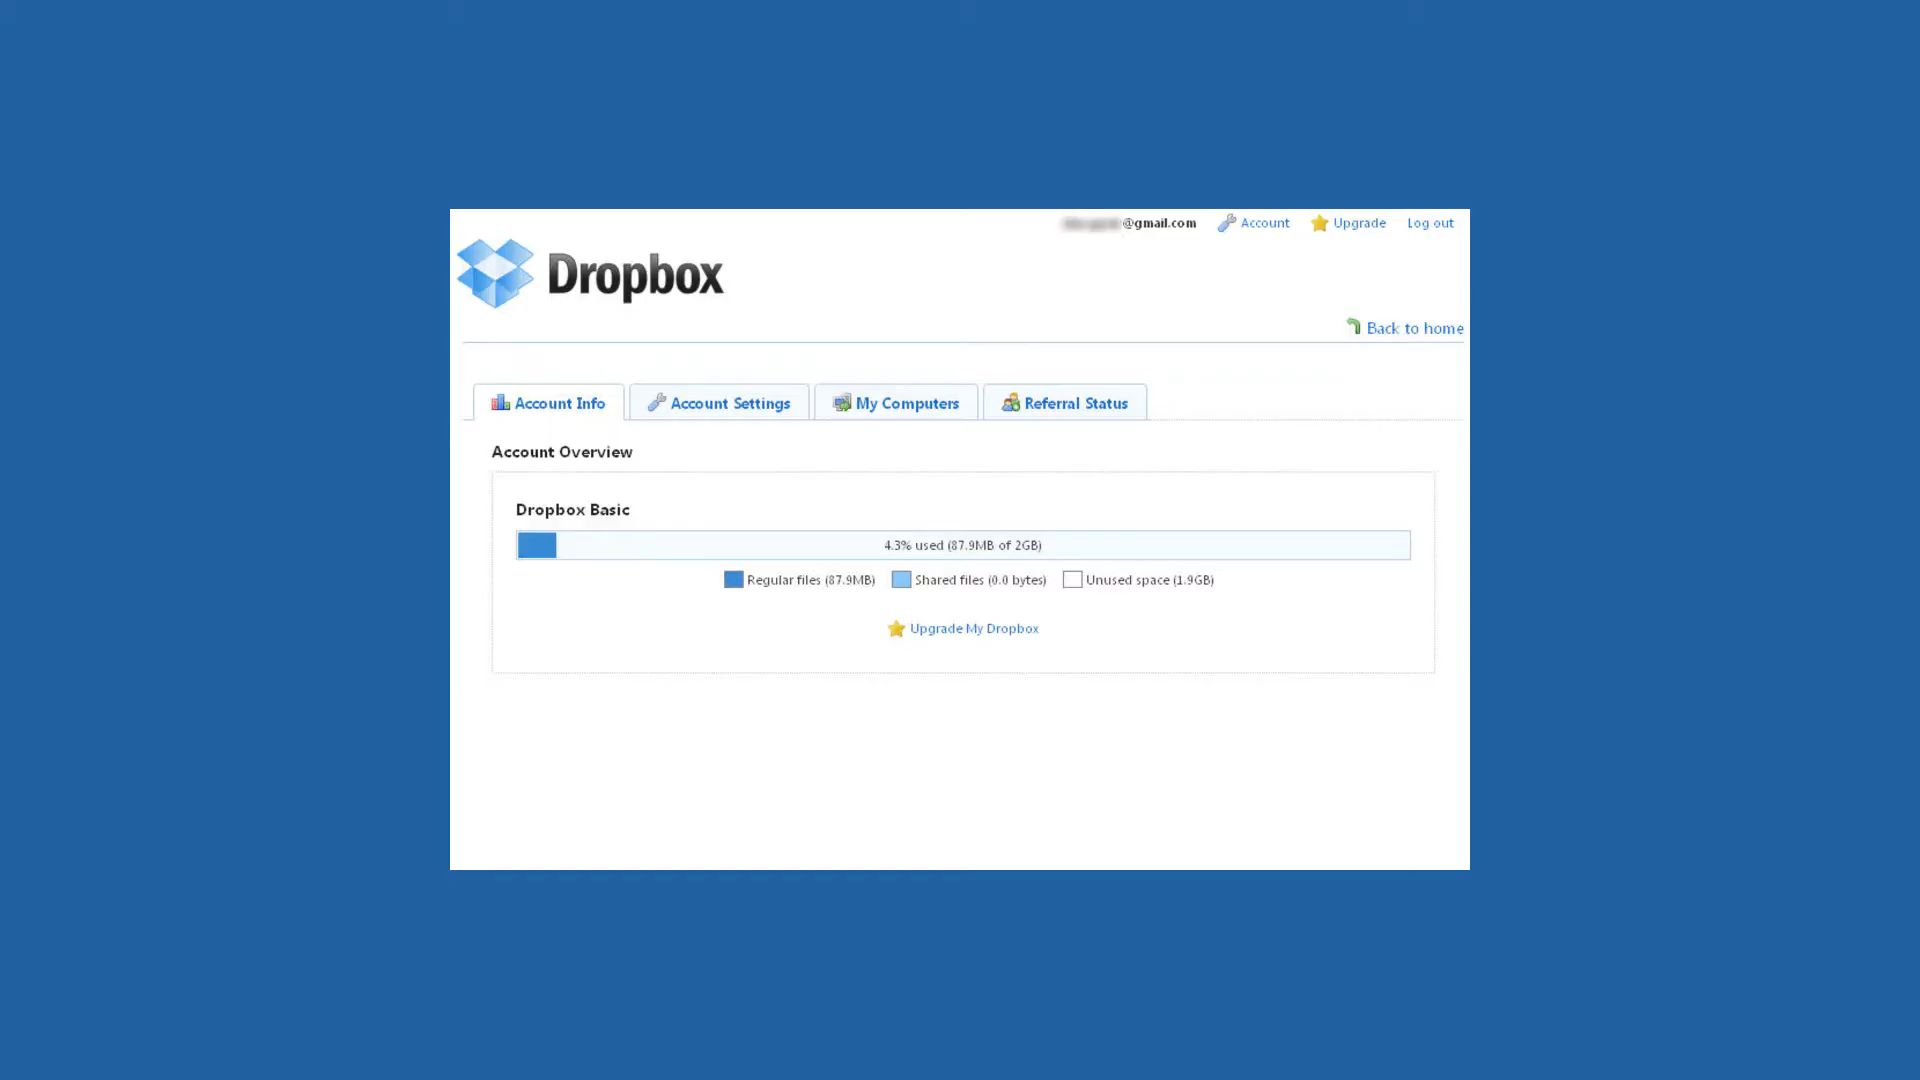 @gmail.com Account Upgrade Log out
Dropbox
Back to home
Account Info Account Settings My Computers Referral Status
Account Overview
Dropbox Basic
4.3% used (87.9MB of 2GB)
Regular files (87.9MB) Shared files (0.0 bytes) Unused space (1.9GB)
Upgrade My Dropbox